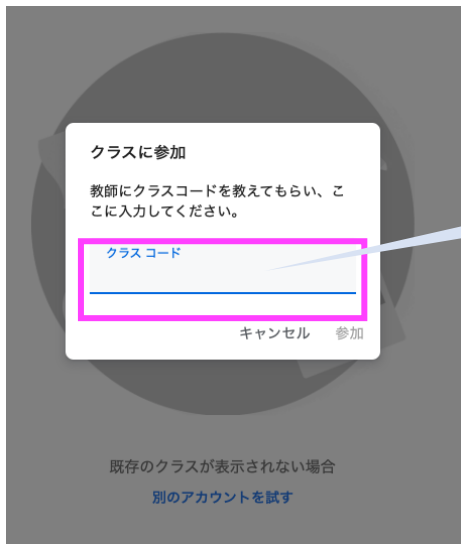 クラスに参加
教師にクラスコードを教えてもらい、こ
こに入力してください。
クラス コード
キャンセル 参加
既存のクラスが表示されない場合
別のアカウントを試す